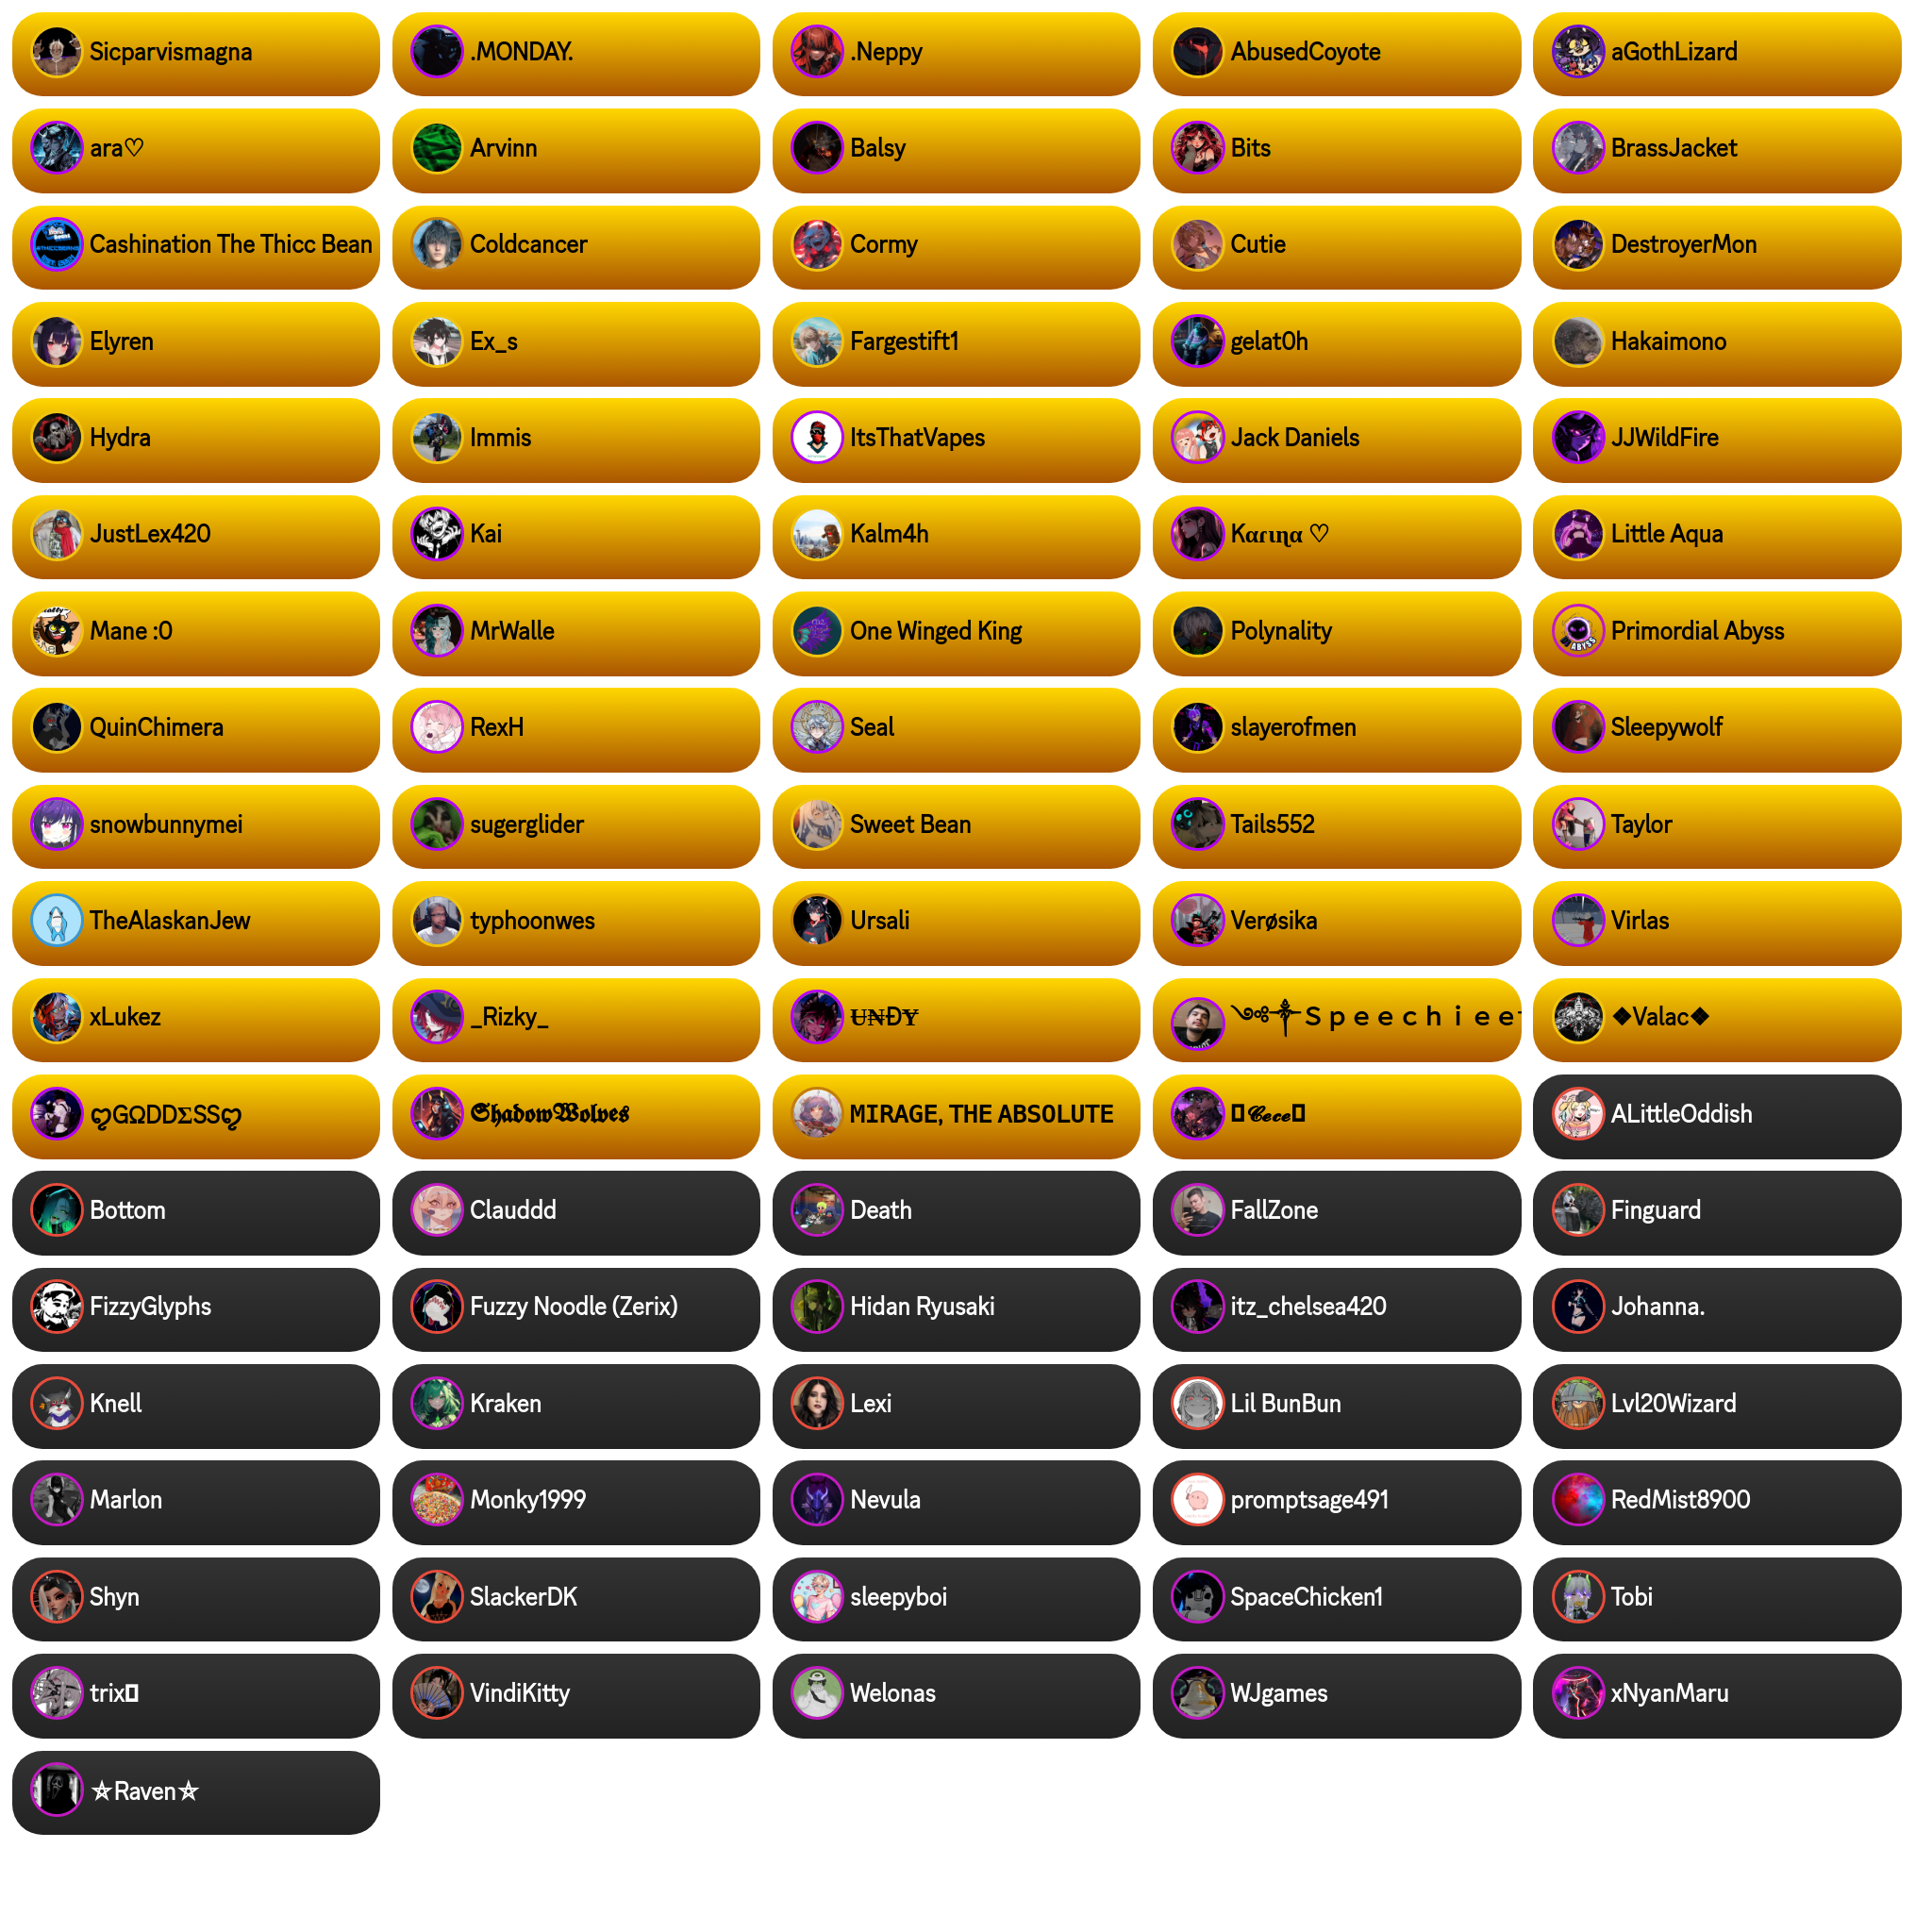 Sicparvismagna
.MONDAY.
.Neppy
AbusedCoyote
aGothLizard
ara♡
Arvinn
Balsy
Bits
BrassJacket
Cashination The Thicc Bean
Coldcancer
Cormy
Cutie
DestroyerMon
Elyren
Ex_s
Fargestift1
gelat0h
Hakaimono
Hydra
Immis
ItsThatVapes
Jack Daniels
JJWildFire
JustLex420
Kai
Kalm4h
Kαɾιɳα ♡
Little Aqua
Mane :0
MrWalle
One Winged King
Polynality
Primordial Abyss
ABYSS
QuinChimera
RexH
Seal
slayerofmen
Sleepywolf
snowbunnymei
sugerglider
Sweet Bean
Tails552
Taylor
TheAlaskanJew
typhoonwes
Ursali
Verøsika
Virlas
xLukez
_Rizky_
U̶N̶ĐY̶
༺༒Ｓｐｅｅｃｈｉｅｅ
❖Valac❖
ღGΩDDΣSSღ
𝕾𝖍𝖆𝖉𝖔𝖜𝖂𝖔𝖑𝖛𝖊𝖘
MIRAGE, THE ABSOLUTE
𝓒𝓮𝓬𝓮
ALittleOddish
Bottom
Clauddd
Death
FallZone
Finguard
FizzyGlyphs
Fuzzy Noodle (Zerix)
Hidan Ryusaki
itz_chelsea420
Johanna.
Knell
Kraken
Lexi
Lil BunBun
Lvl20Wizard
Marlon
Monky1999
Nevula
promptsage491
RedMist8900
Shyn
SlackerDK
sleepyboi
SpaceChicken1
Tobi
trix
VindiKitty
Welonas
WJgames
xNyanMaru
⛤Raven⛤